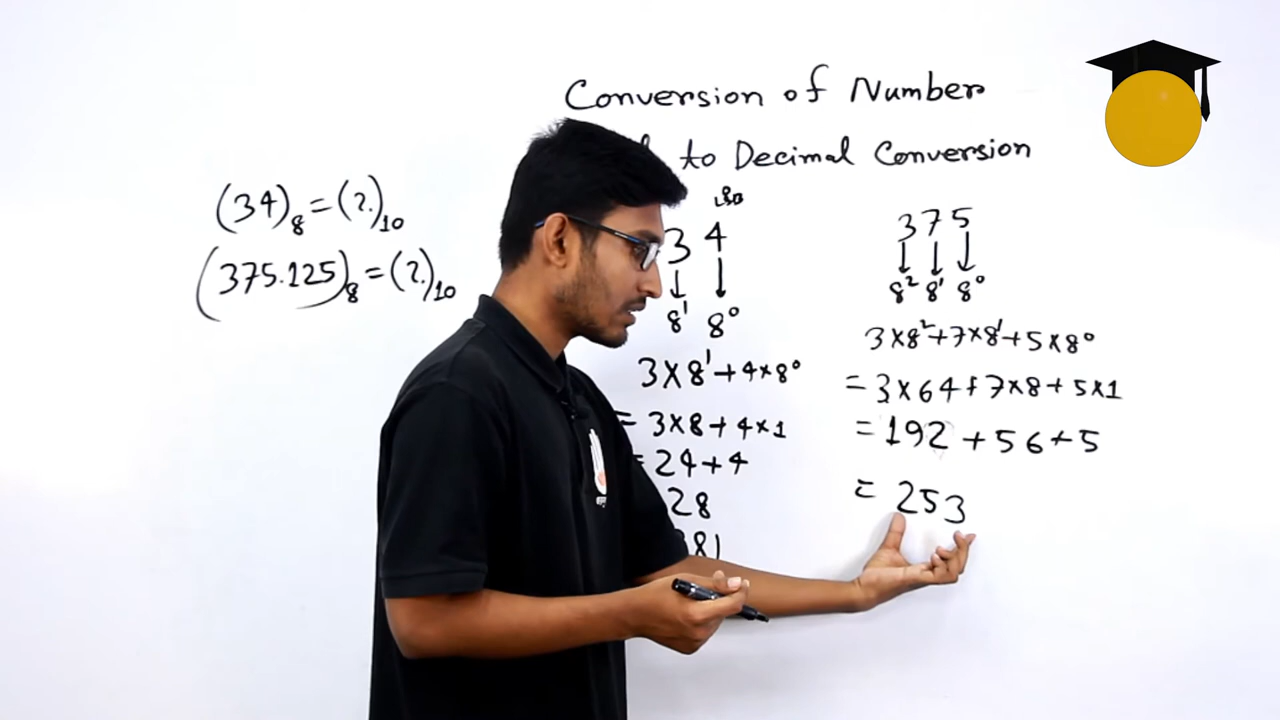 Conversion of Number
to Decimal Conversion
(34)₈ = (?)₁₀
(375.125)₈ = (?)₁₀
3 4
8¹ 8⁰
3×8¹+4×8⁰
= 3×8+4×1
= 24+4
28
375
8² 8¹ 8⁰
3×8²+7×8¹+5×8⁰
= 3×64+7×8+5×1
= 192+56+5
= 253